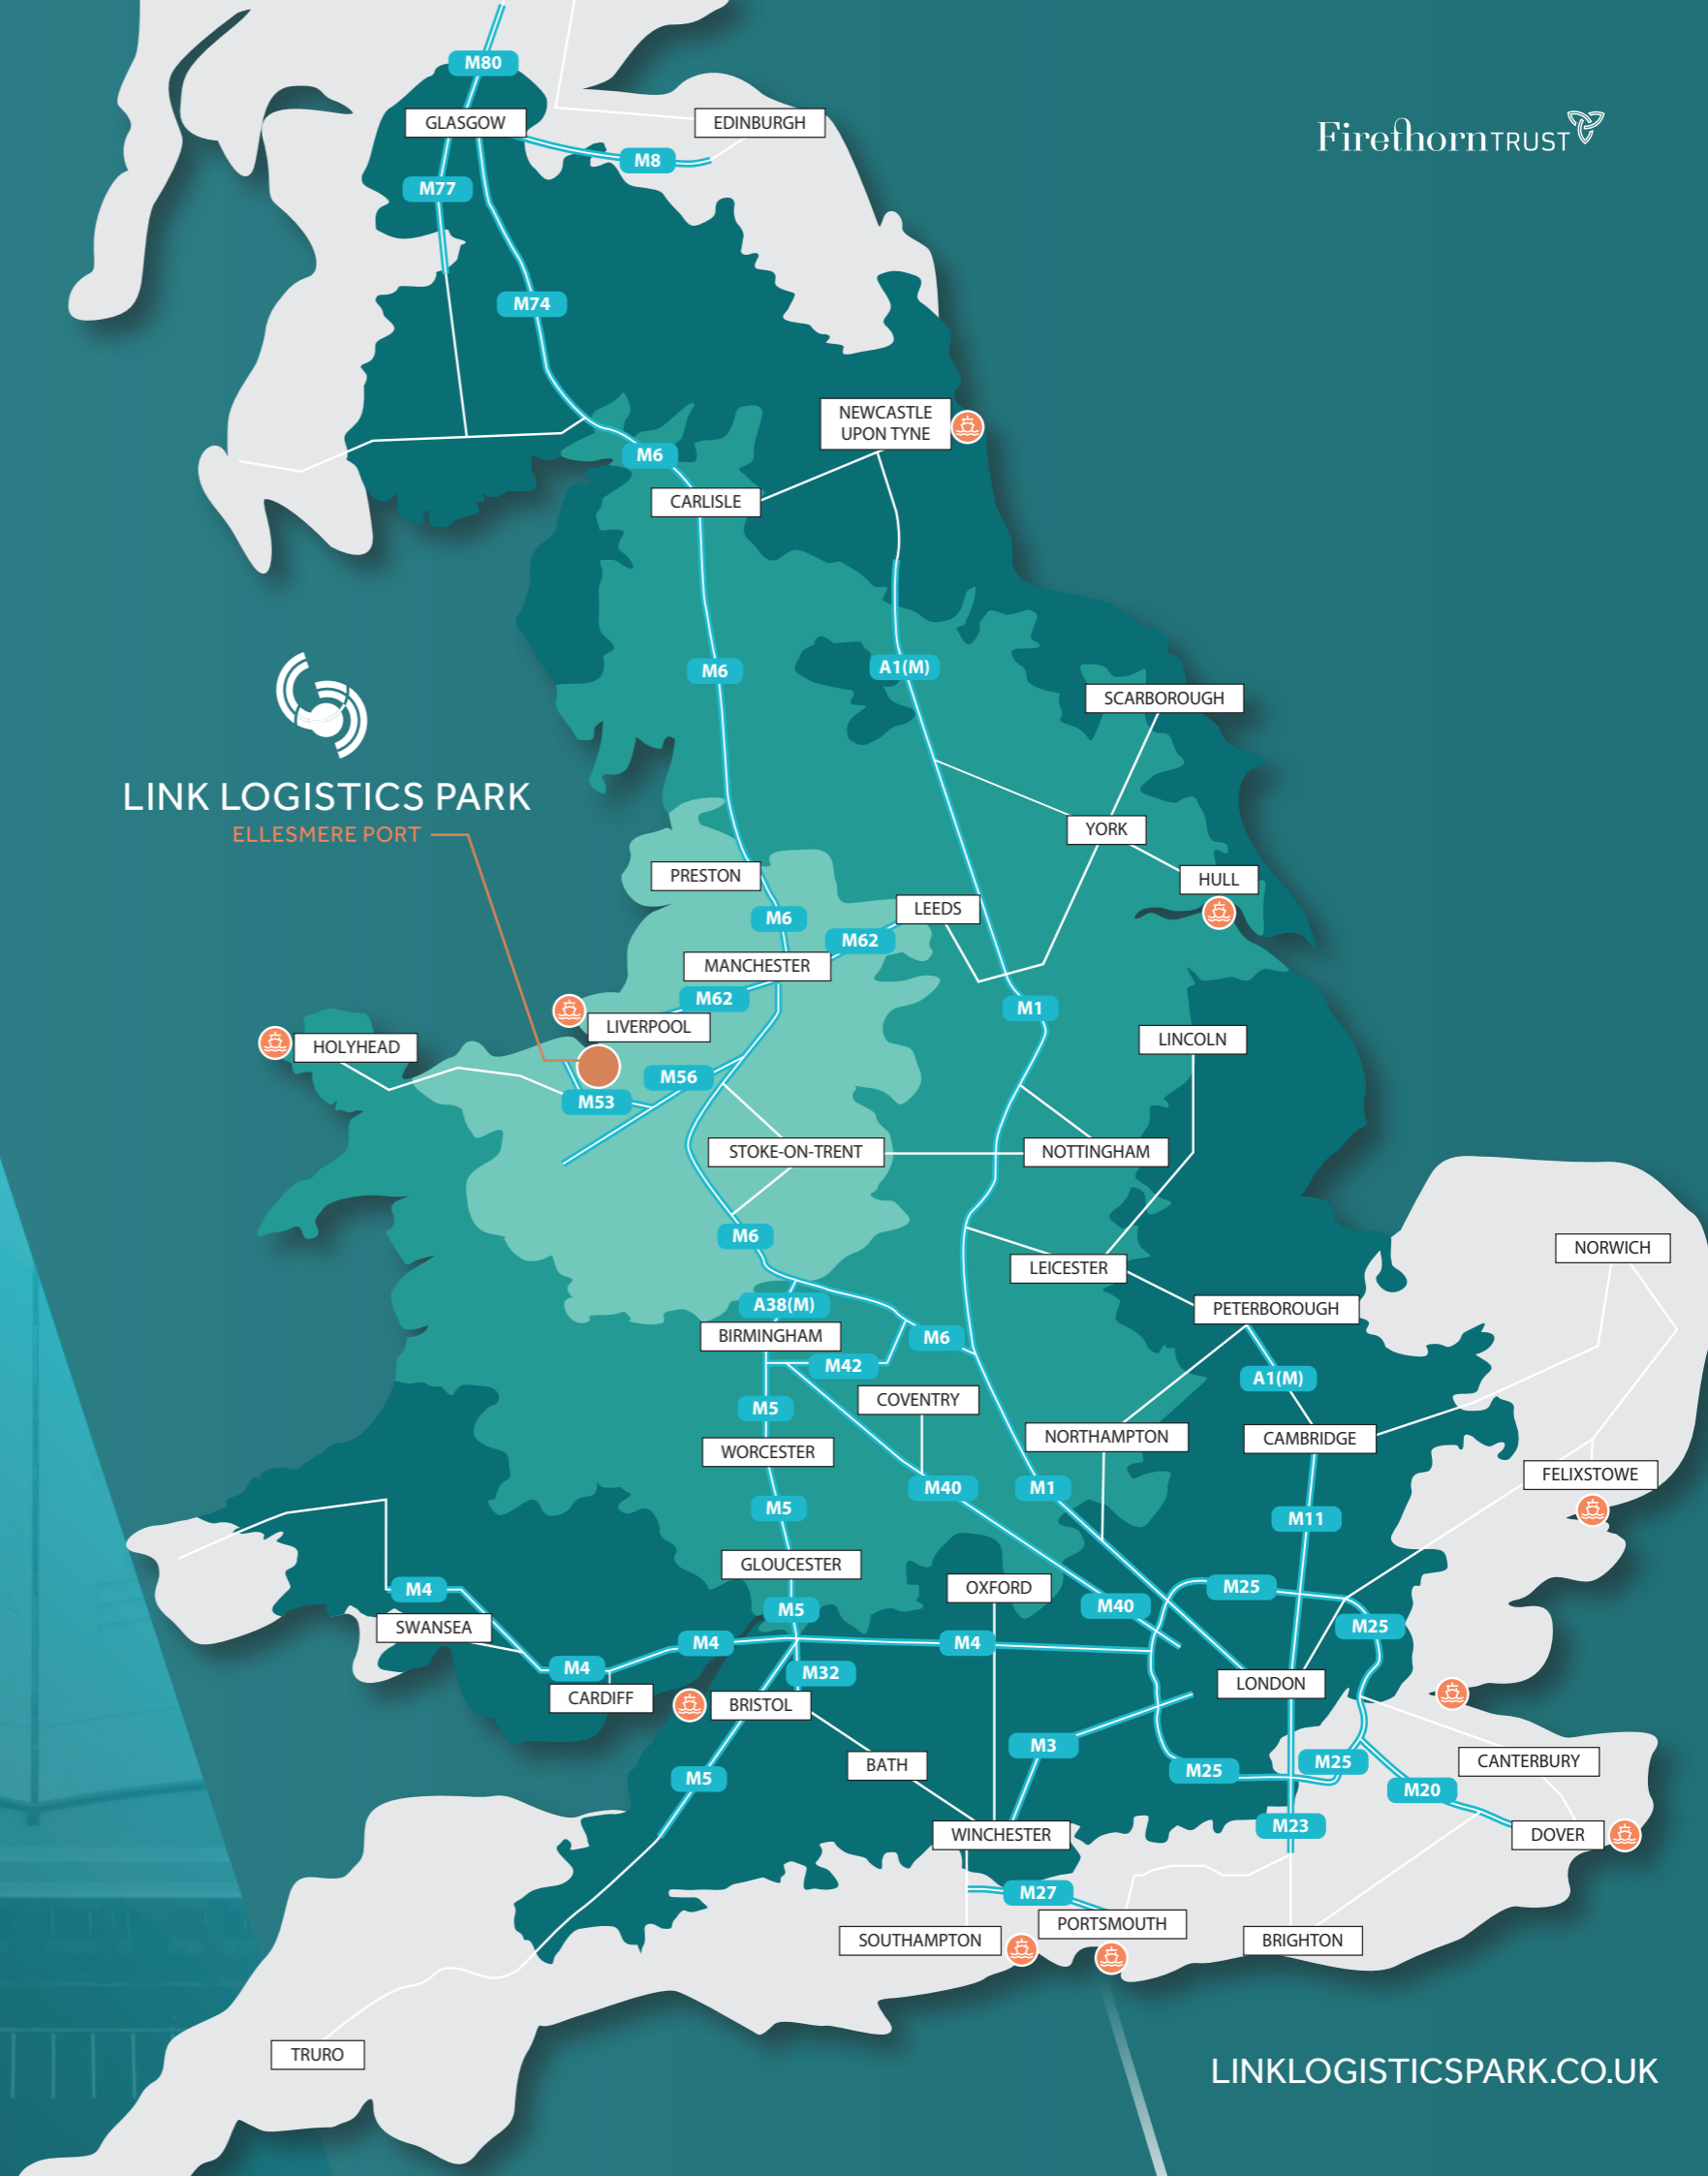 M80
GLASGOW
EDINBURGH
FirethornTRUST
M8
M77
M74
NEWCASTLE
UPON TYNE
M6
CARLISLE
M6
A1(M)
SCARBOROUGH
LINK LOGISTICS PARK
ELLESMERE PORT
YORK
PRESTON
HULL
LEEDS
M6
M62
MANCHESTER
M62
M1
LIVERPOOL
LINCOLN
HOLYHEAD
M56
M53
STOKE-ON-TRENT
NOTTINGHAM
M6
NORWICH
LEICESTER
A38(M)
PETERBOROUGH
BIRMINGHAM
M6
M42
A1(M)
COVENTRY
M5
NORTHAMPTON
CAMBRIDGE
WORCESTER
FELIXSTOWE
M40
M1
M5
M11
GLOUCESTER
OXFORD
M25
M4
M5
M40
SWANSEA
M25
M4
M4
M4
M32
LONDON
CARDIFF
BRISTOL
M3
CANTERBURY
BATH
M25
M25
M5
M20
M23
WINCHESTER
DOVER
M27
PORTSMOUTH
SOUTHAMPTON
BRIGHTON
TRURO
LINKLOGISTICSPARK.CO.UK